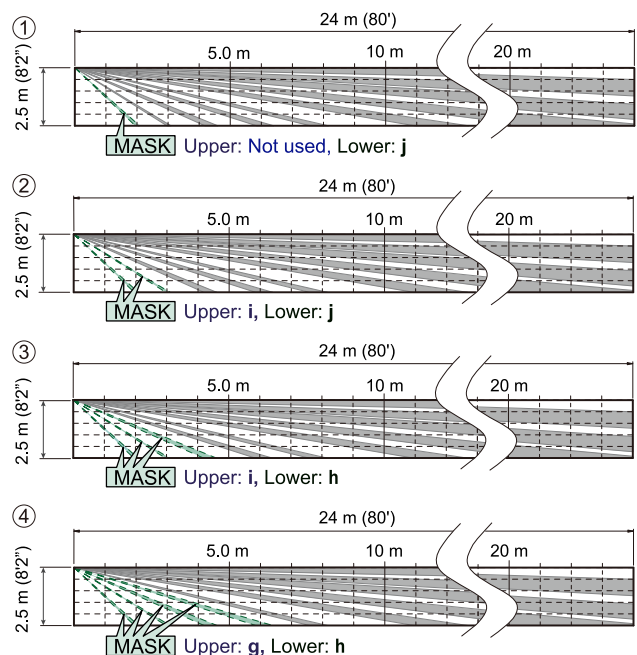 ①
24 m (80')
5.0 m 10 m 20 m
2.5 m (8'2")
MASK Upper: Not used, Lower: j
②
24 m (80')
5.0 m 10 m 20 m
2.5 m (8'2")
MASK Upper: i, Lower: j
③
24 m (80')
5.0 m 10 m 20 m
2.5 m (8'2")
MASK Upper: i, Lower: h
④
24 m (80')
5.0 m 10 m 20 m
2.5 m (8'2")
MASK Upper: g, Lower: h